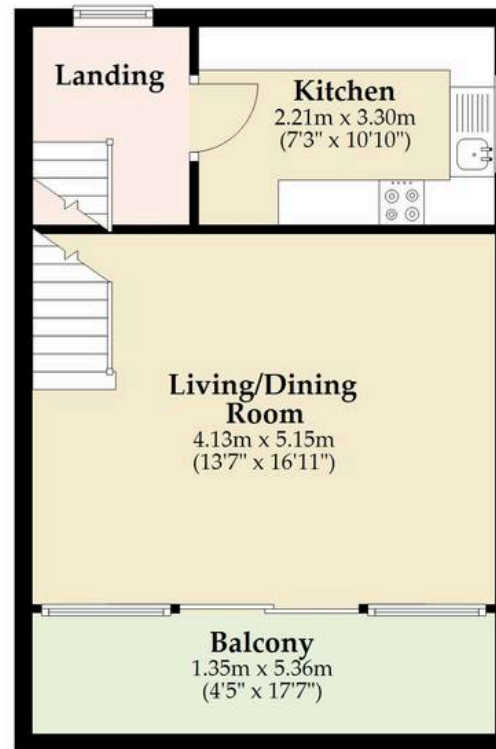 Landing
Kitchen
2.21m x 3.30m
(7'3" x 10'10")
Living/Dining
Room
4.13m x 5.15m
(13'7" x 16'11")
Balcony
1.35m x 5.36m
(4'5" x 17'7")